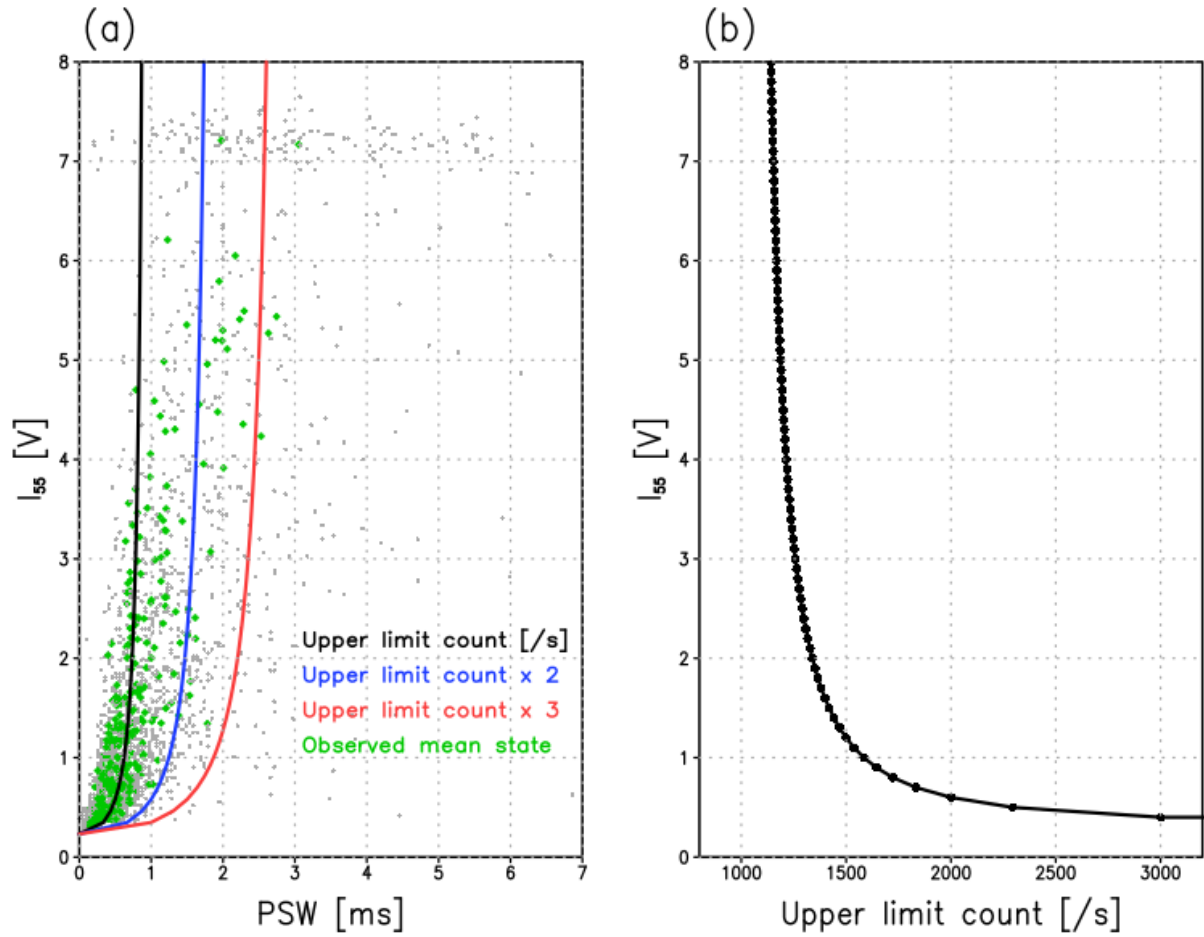 (a)
(b)
8
7
6
5
4
3
2
1
0
I55 [V]
Upper limit count [/s]
Upper limit count x 2
Upper limit count x 3
Observed mean state
0 1 2 3 4 5 6 7
PSW [ms]
8
7
6
5
4
3
2
1
0
I55 [V]
1000 1500 2000 2500 3000
Upper limit count [/s]